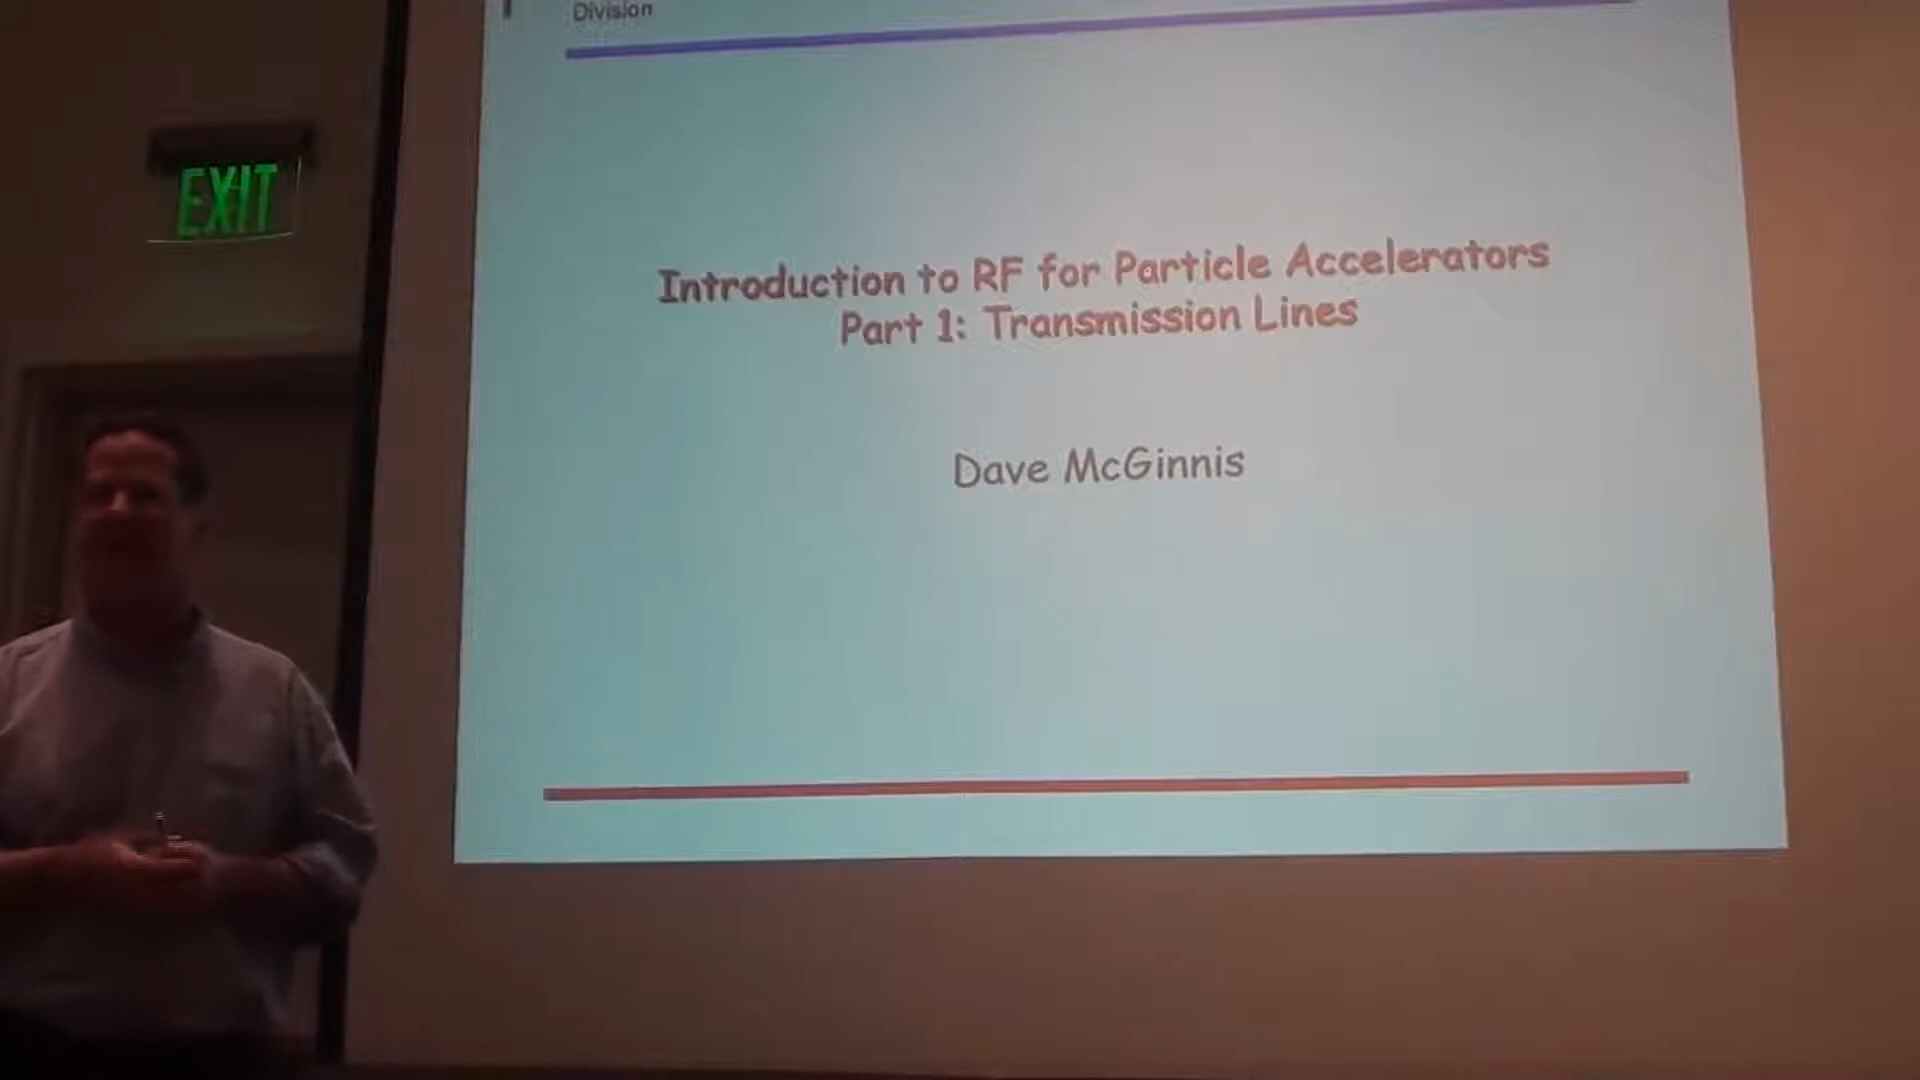 Division
EXIT
Introduction to RF for Particle Accelerators
Part 1: Transmission Lines
Dave McGinnis